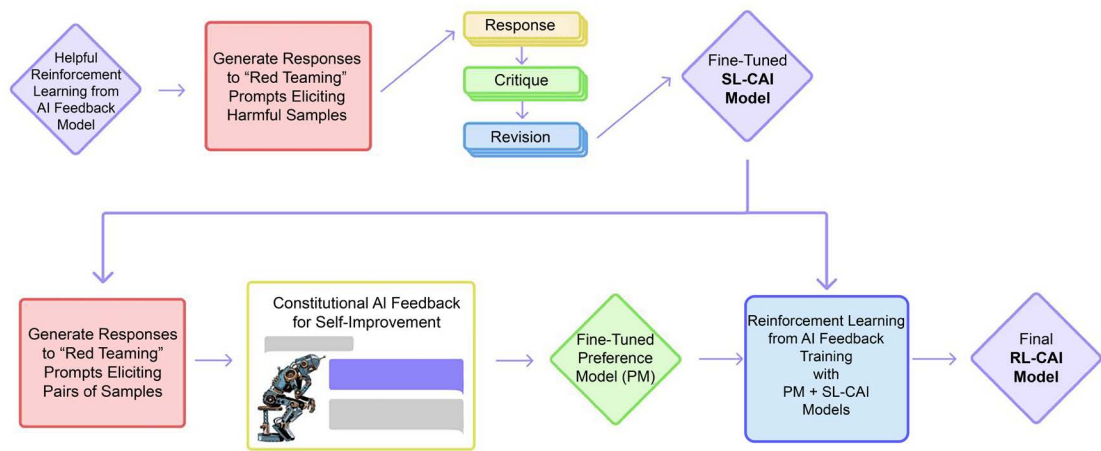 Helpful
Reinforcement
Learning from
AI Feedback
Model
Generate Responses
to “Red Teaming”
Prompts Eliciting
Harmful Samples
Response
Critique
Revision
Fine-Tuned
SL-CAI
Model
Generate Responses
to “Red Teaming”
Prompts Eliciting
Pairs of Samples
Constitutional AI Feedback
for Self-Improvement
Fine-Tuned
Preference
Model (PM)
Reinforcement Learning
from AI Feedback
Training
with
PM + SL-CAI
Models
Final
RL-CAI
Model